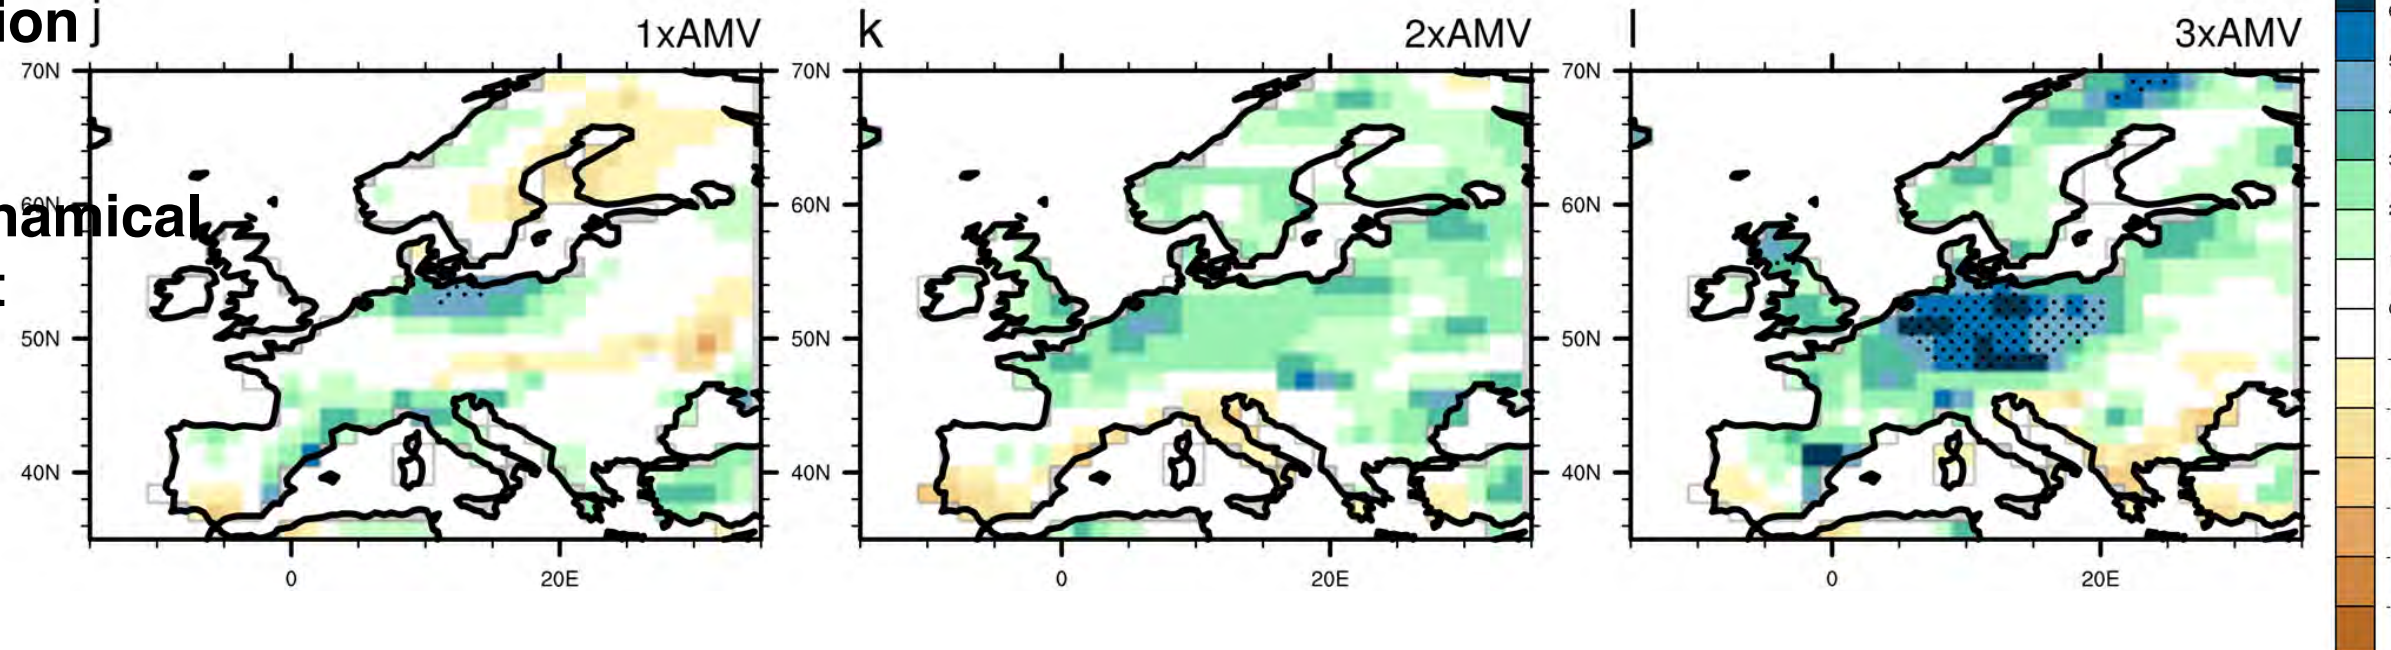 ion
j 1xAMV k 2xAMV l 3xAMV
70N 70N 70N
namical
60N 60N 60N
50N 50N 50N
40N 40N 40N
0 20E 0 20E 0 20E